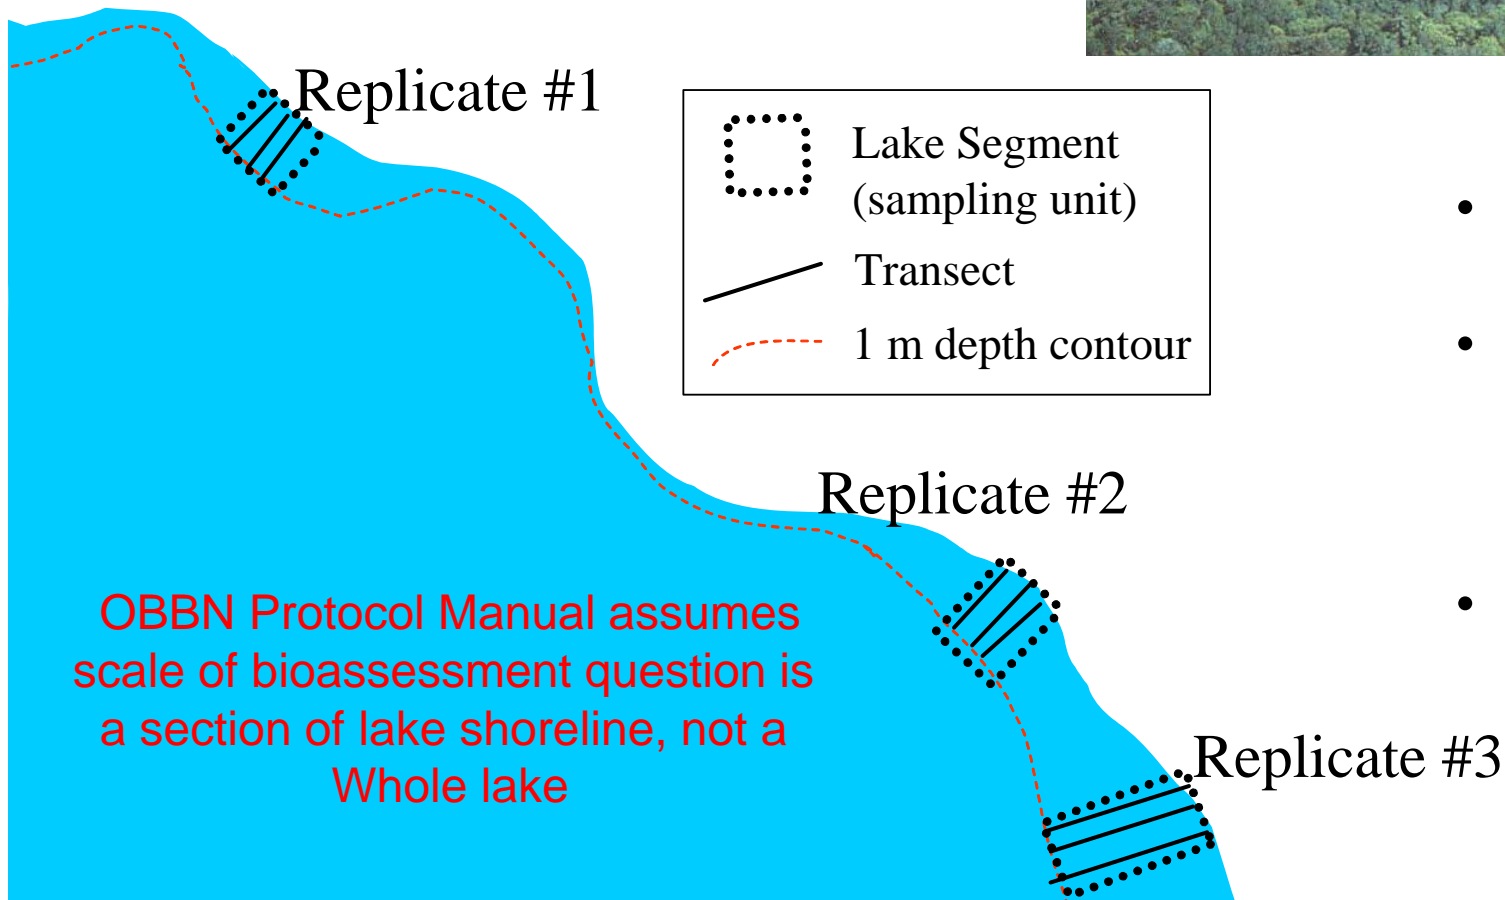 Replicate #1
Lake Segment
(sampling unit)
Transect
1 m depth contour
•
•
Replicate #2
OBBN Protocol Manual assumes
scale of bioassessment question is
a section of lake shoreline, not a
Whole lake
•
Replicate #3